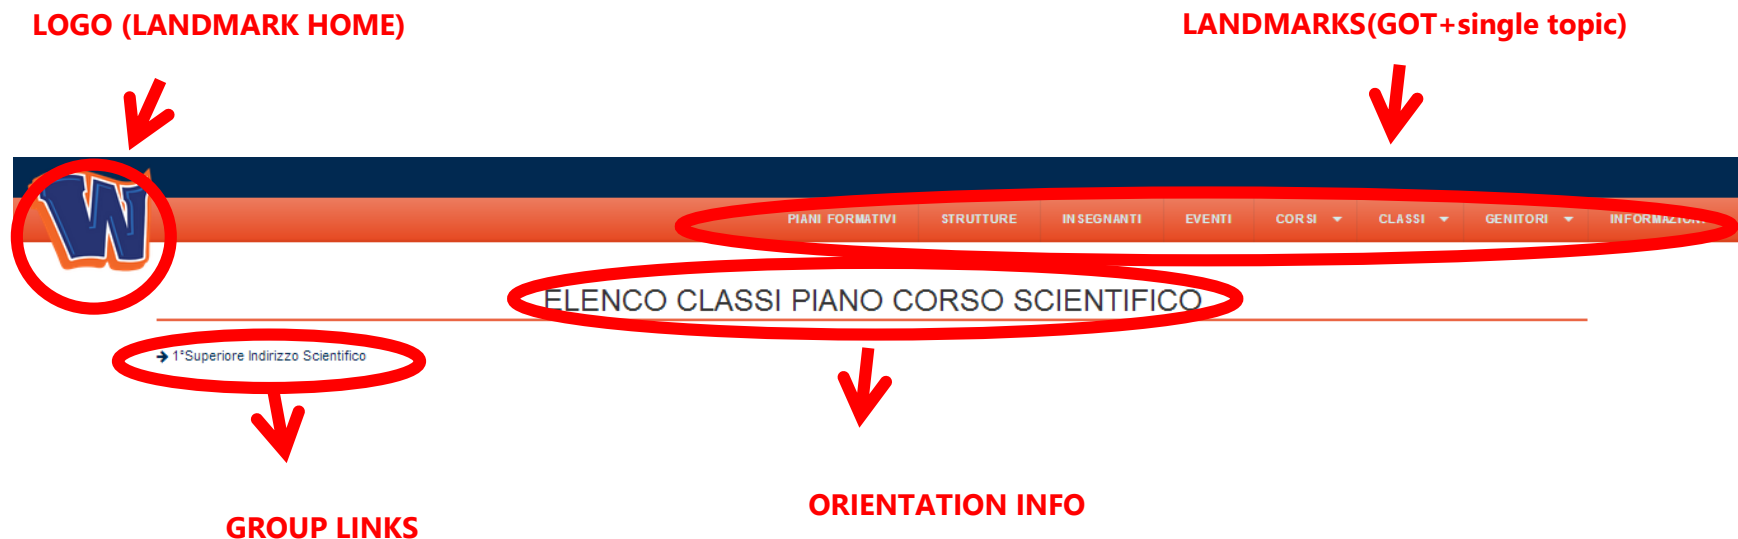 LOGO (LANDMARK HOME)
LANDMARKS(GOT+single topic)
W
PIANI FORMATIVI STRUTTURE INSEGNANTI EVENTI CORSI CLASSI GENITORI INFORMAZIONI
ELENCO CLASSI PIANO CORSO SCIENTIFICO
1°Superiore Indirizzo Scientifico
ORIENTATION INFO
GROUP LINKS